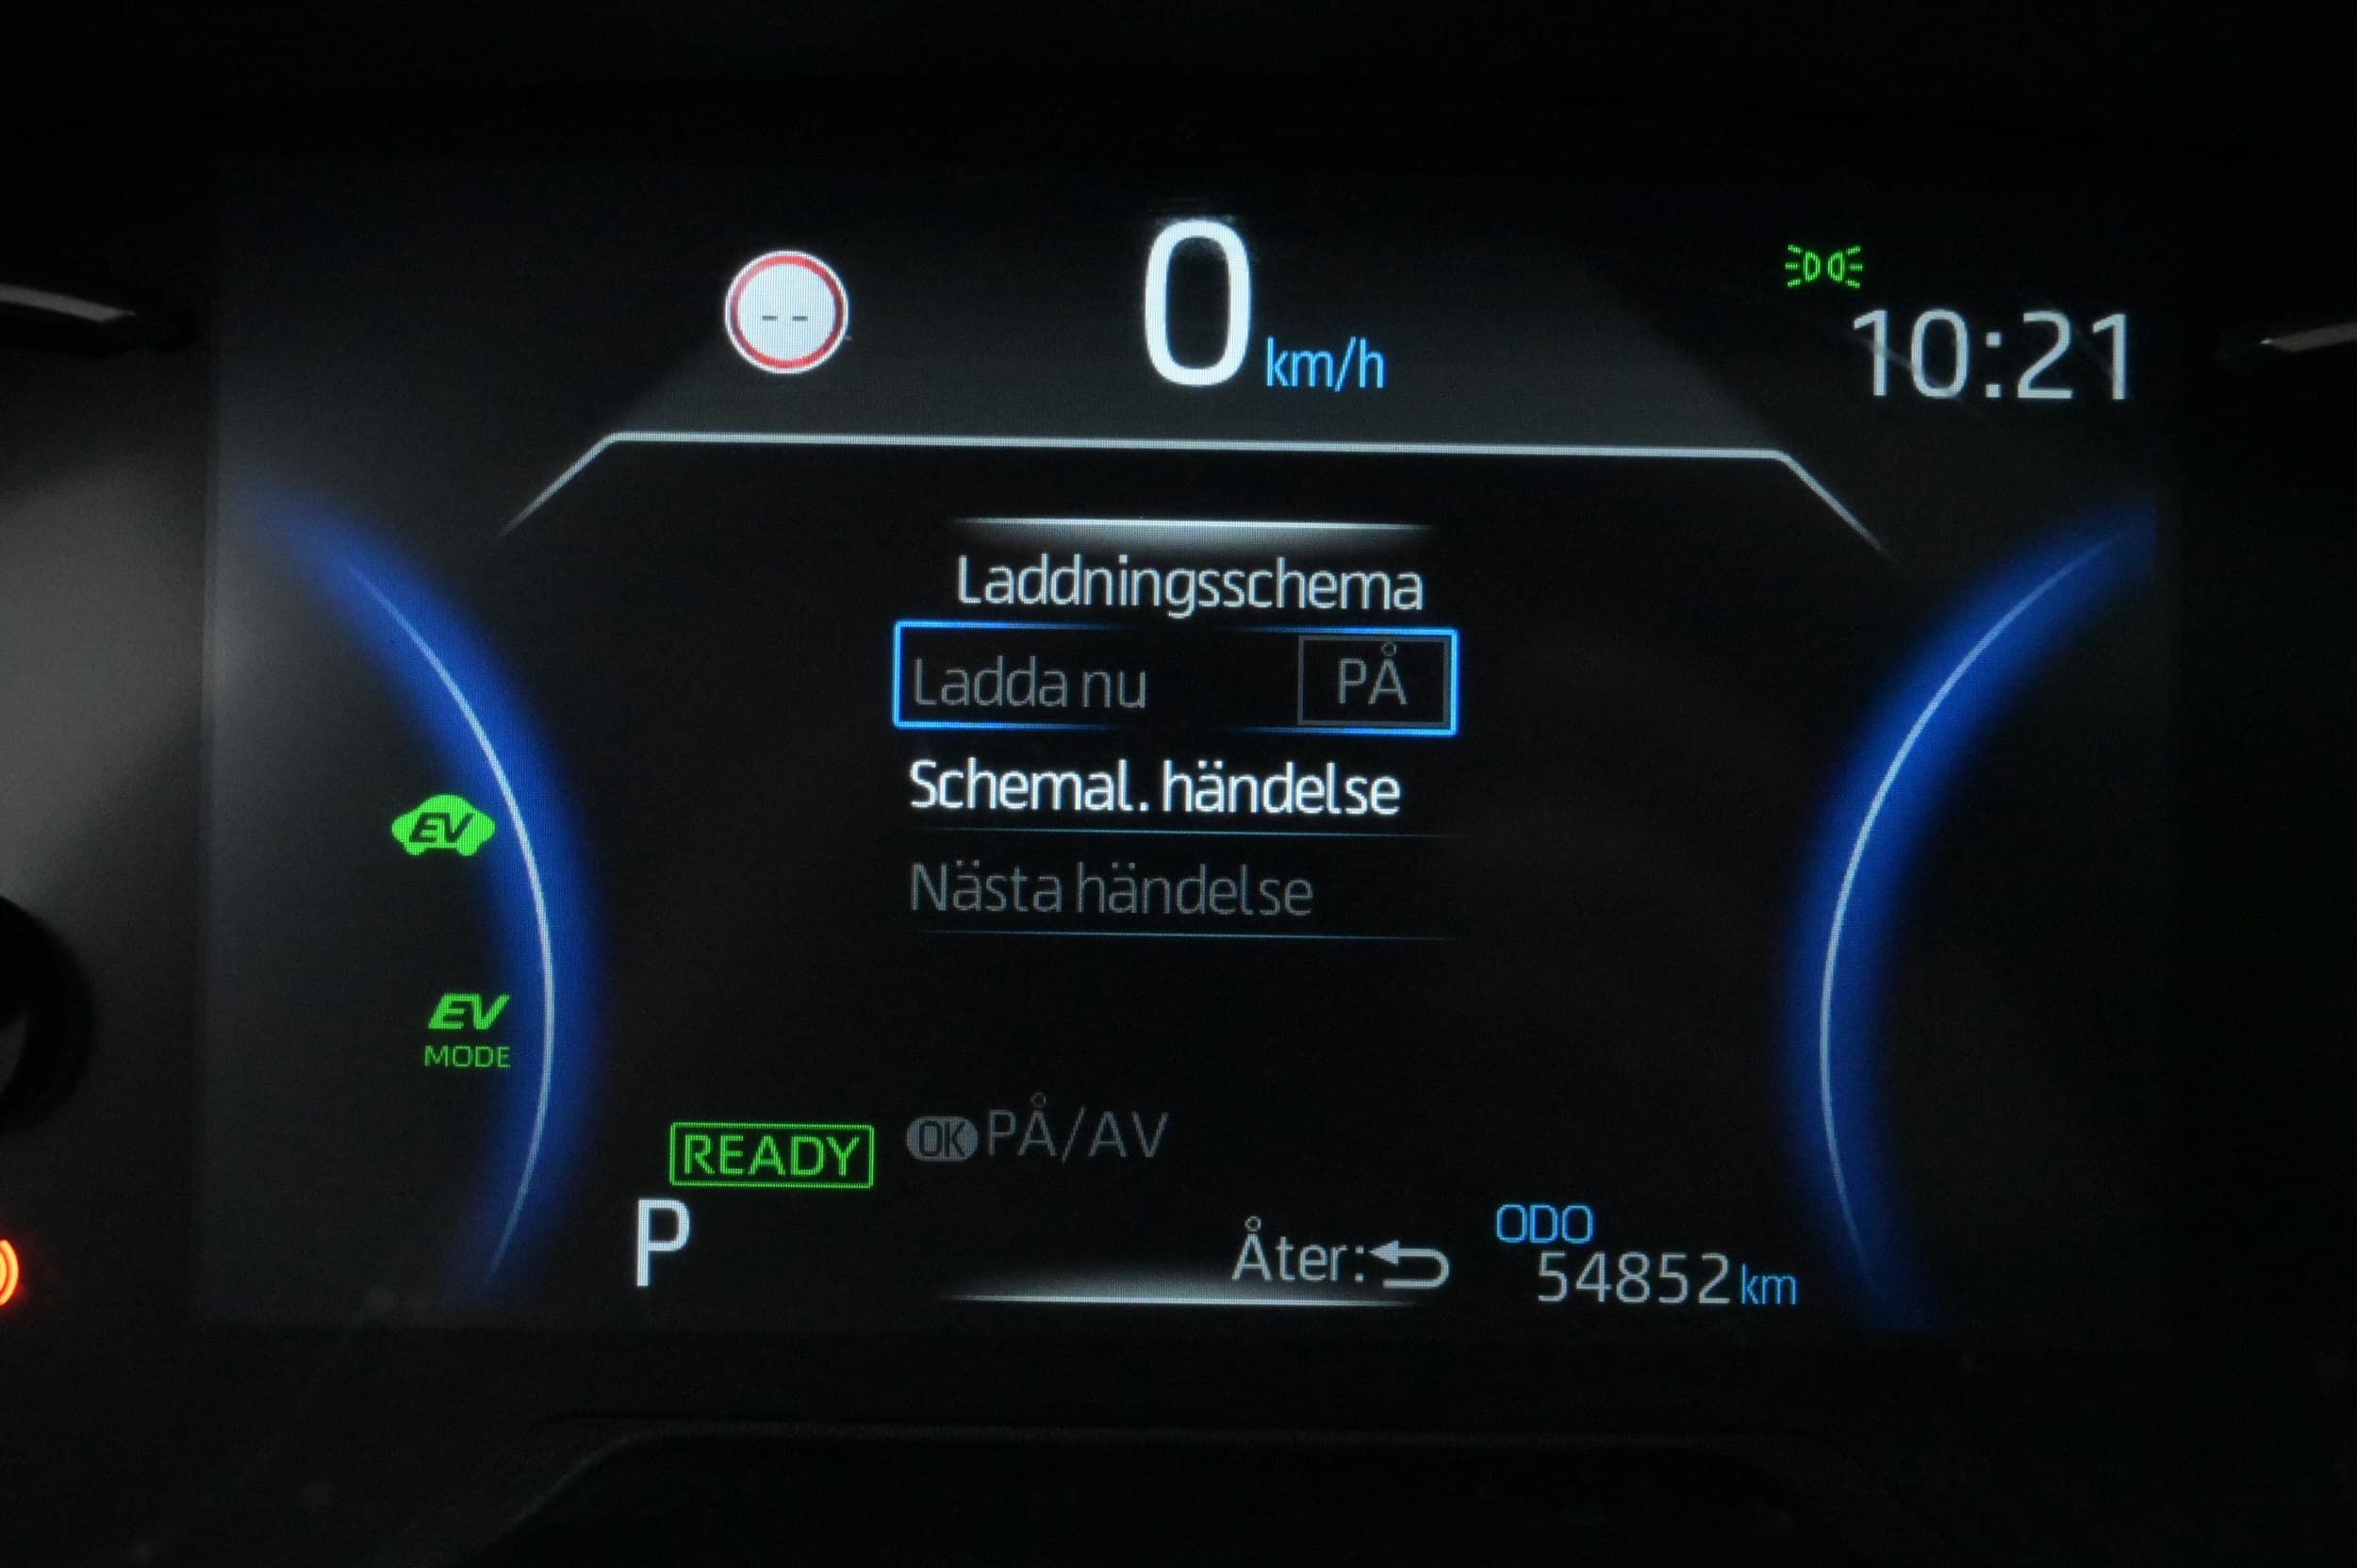 --
0 km/h
10:21
Laddningsschema
Ladda nu PÅ
Schemal. händelse
EV
Nästa händelse
EV
MODE
READY
OK PÅ/AV
P
Åter:
ODO
54852 km